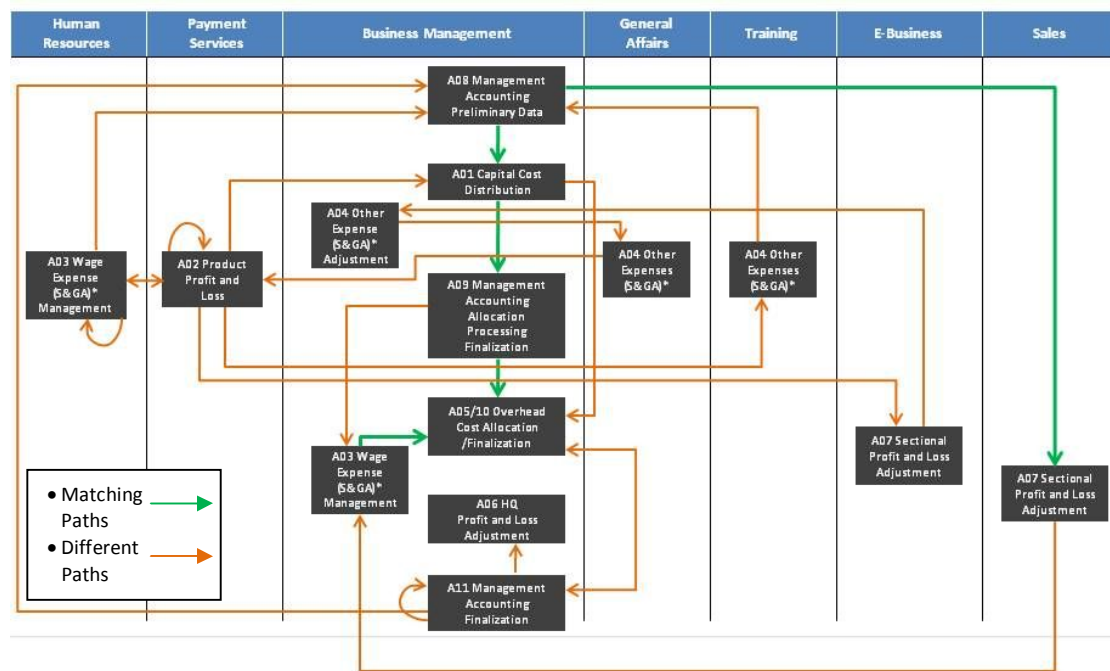 Human
Resources
Payment
Services
Business Management
General
Affairs
Training
E-Business
Sales
A08 Management
Accounting
Preliminary Data
A01 Capital Cost
Distribution
A04 Other
Expense
(S&GA)*
Adjustment
A03 Wage
Expense
(S&GA)*
Management
A02 Product
Profit and
Loss
A04 Other
Expenses
(S&GA)*
A04 Other
Expenses
(S&GA)*
A09 Management
Accounting
Allocation
Processing
Finalization
A05/10 Overhead
Cost Allocation
/Finalization
A07 Sectional
Profit and Loss
Adjustment
A03 Wage
Expense
(S&GA)*
Management
A07 Sectional
Profit and Loss
Adjustment
A06 HQ
Profit and Loss
Adjustment
A11 Management
Accounting
Finalization
• Matching
Paths
• Different
Paths